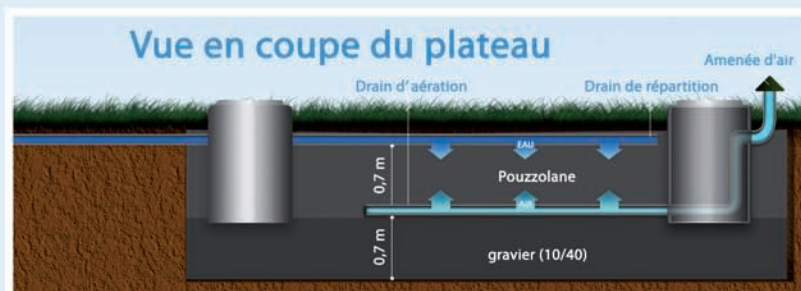 Vue en coupe du plateau
Amenée d'air
Drain d'aération
Drain de répartition
EAU
0,7 m
Pouzzolane
AIR
0,7 m
gravier (10/40)